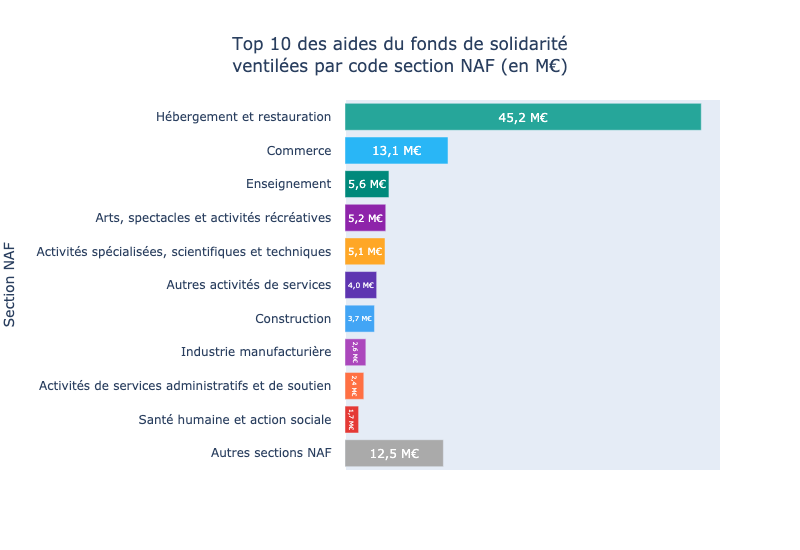 Top 10 des aides du fonds de solidarité
ventilées par code section NAF (en M€)
Section NAF
Hébergement et restauration 45,2 M€
Commerce 13,1 M€
Enseignement 5,6 M€
Arts, spectacles et activités récréatives 5,2 M€
Activités spécialisées, scientifiques et techniques 5,1 M€
Autres activités de services 4,0 M€
Construction 3,7 M€
Industrie manufacturière 2,6 M€
Activités de services administratifs et de soutien 2,4 M€
Santé humaine et action sociale 1,7 M€
Autres sections NAF 12,5 M€